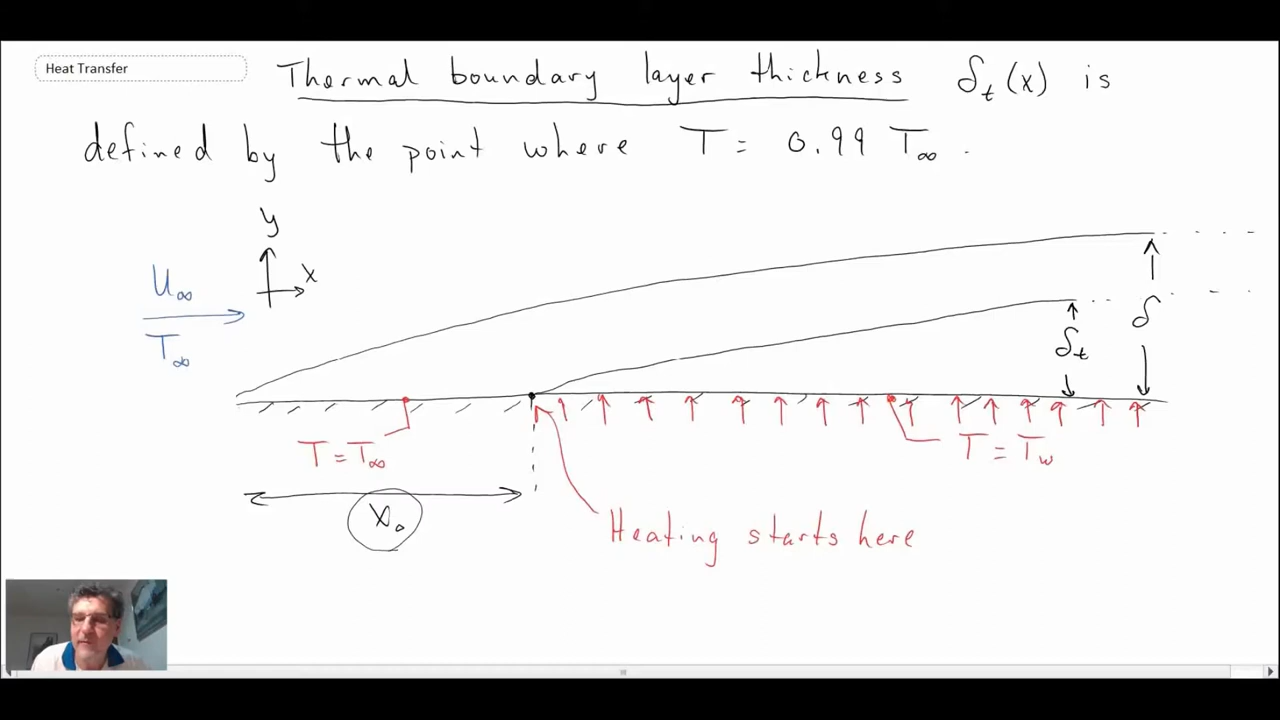 Heat Transfer
Thermal boundary layer thickness δₜ(x) is
defined by the point where T = 0.99 T∞ .
y
x
U∞
T∞
δ
δₜ
T = T∞
T = T_w
x₀
Heating starts here